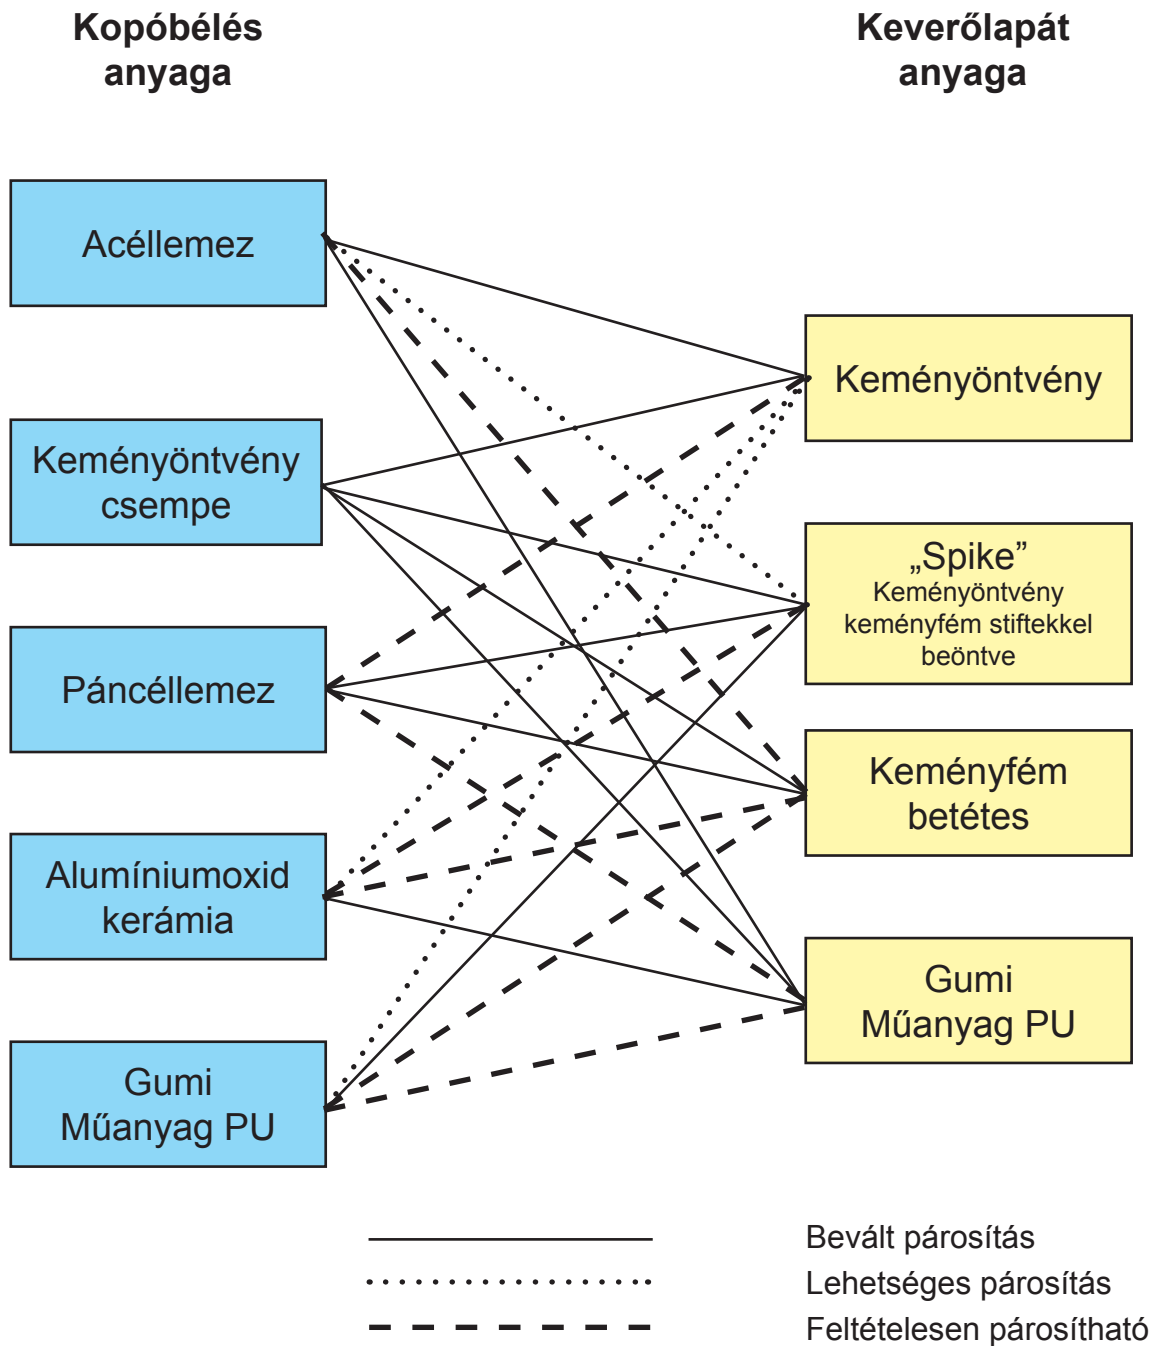 Kopóbélés
anyaga
Keverőlapát
anyaga
Acéllemez
Keményöntvény
csempe
Páncéllemez
Alumíniumoxid
kerámia
Gumi
Műanyag PU
Keményöntvény
„Spike”
Keményöntvény
keményfém stiftekkel
beöntve
Keményfém
betétes
Gumi
Műanyag PU
Bevált párosítás
Lehetséges párosítás
Feltételesen párosítható